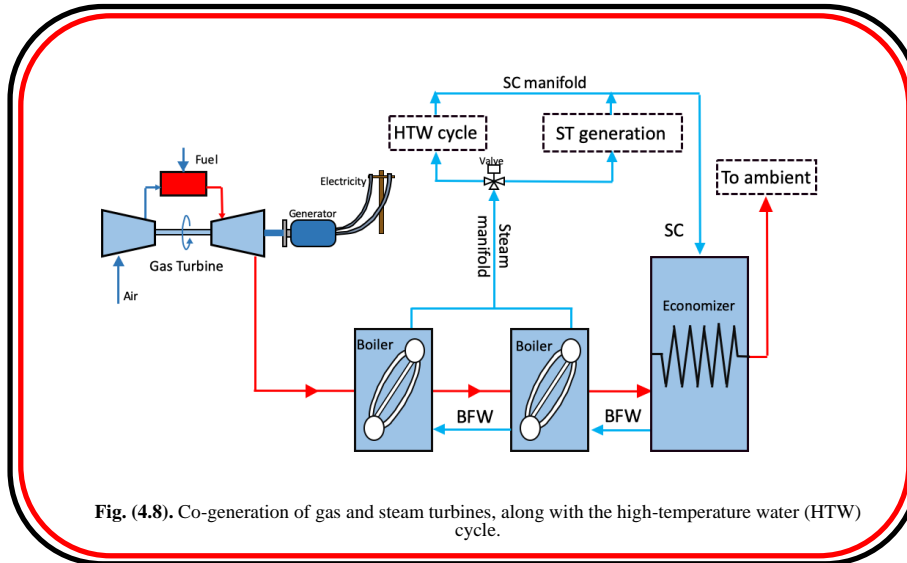 SC manifold
HTW cycle
ST generation
Valve
Fuel
Electricity
To ambient
Generator
Steam
manifold
Gas Turbine
SC
Air
Economizer
Boiler
Boiler
BFW
BFW
Fig. (4.8). Co-generation of gas and steam turbines, along with the high-temperature water (HTW)
cycle.